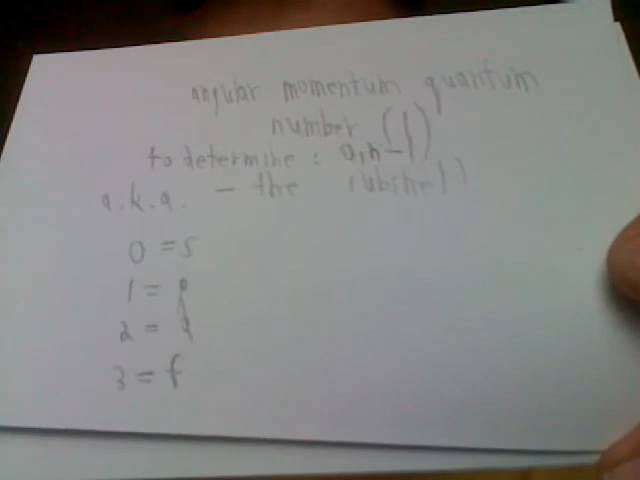 angular momentum quantum
number (l)
to determine: 0, n-1
a.k.a. - the subshell
0 = s
1 = p
2 = d
3 = f